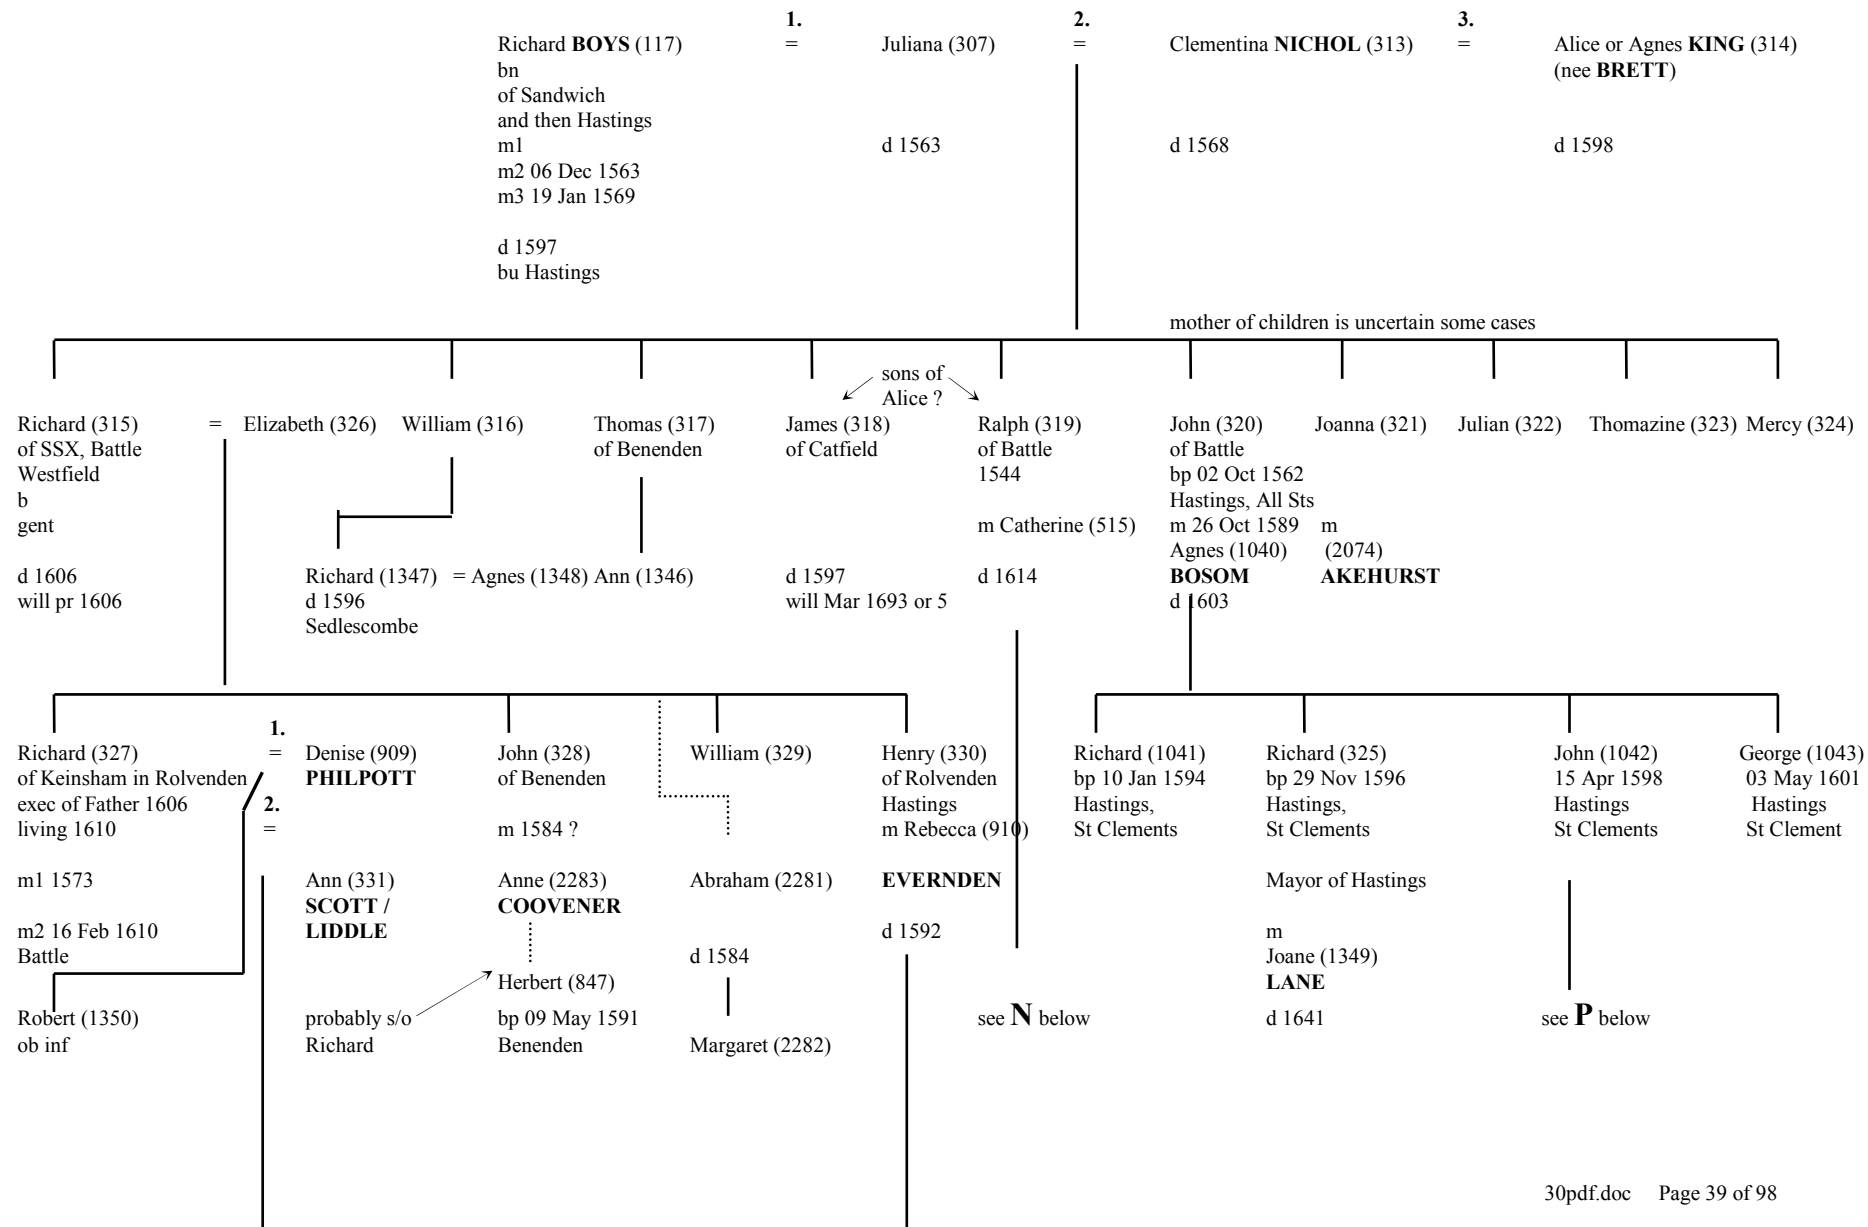 1. 2. 3.
Richard BOYS (117) = Juliana (307) = Clementina NICHOL (313) = Alice or Agnes KING (314)
bn (nee BRETT)
of Sandwich
and then Hastings
m1 d 1563 d 1568 d 1598
m2 06 Dec 1563
m3 19 Jan 1569
d 1597
bu Hastings
mother of children is uncertain some cases
sons of
Alice ?
Richard (315) = Elizabeth (326) William (316) Thomas (317) James (318) Ralph (319) John (320) Joanna (321) Julian (322) Thomazine (323) Mercy (324)
of SSX, Battle of Benenden of Catfield of Battle of Battle
Westfield 1544 bp 02 Oct 1562
b Hastings, All Sts
gent m Catherine (515) m 26 Oct 1589 m
Agnes (1040) (2074)
d 1606 Richard (1347) = Agnes (1348) Ann (1346) d 1597 d 1614 BOSOM AKEHURST
will pr 1606 d 1596 will Mar 1693 or 5 d 1603
Sedlescombe
1.
Richard (327) = Denise (909) John (328) William (329) Henry (330) Richard (1041) Richard (325) John (1042) George (1043)
of Keinsham in Rolvenden PHILPOTT of Benenden of Rolvenden bp 10 Jan 1594 bp 29 Nov 1596 15 Apr 1598 03 May 1601
exec of Father 1606 2. Hastings Hastings, Hastings, Hastings Hastings
living 1610 = m 1584 ? m Rebecca (910) St Clements St Clements St Clements St Clement
m1 1573 Ann (331) Anne (2283) Abraham (2281) EVERNDEN Mayor of Hastings
SCOTT / COOVENER
m2 16 Feb 1610 LIDDLE d 1592 m
Battle d 1584 Joane (1349)
Herbert (847) LANE
Robert (1350) probably s/o bp 09 May 1591 see N below d 1641 see P below
ob inf Richard Benenden Margaret (2282)
30pdf.doc Page 39 of 98